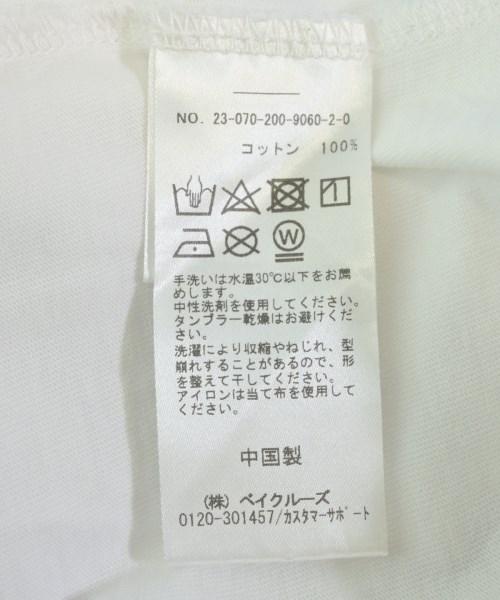 NO. 23-070-200-9060-2-0
コットン 100%
W
手洗いは水温30℃以下をお薦
めします。
中性洗剤を使用してください。
タンブラー乾燥はお避けくだ
さい。
洗濯により収縮やねじれ、型
崩れすることがあるので、形
を整えて干してください。
アイロンは当て布を使用して
ください。
中国製
(株) ベイクルーズ
0120-301457/カスタマーサポート